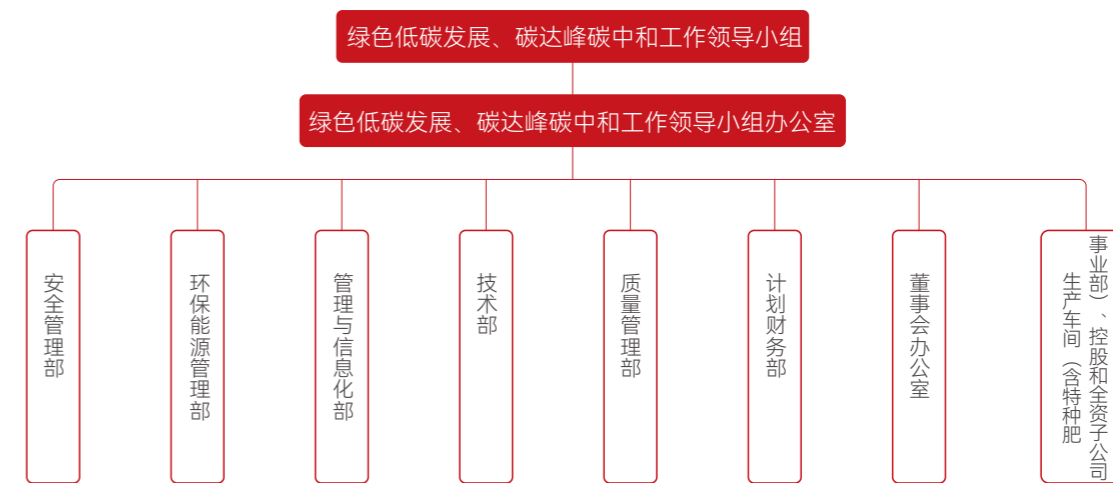 绿色低碳发展、碳达峰碳中和工作领导小组
绿色低碳发展、碳达峰碳中和工作领导小组办公室
安全管理部
环保能源管理部
管理与信息化部
技术部
质量管理部
计划财务部
董事会办公室
生产车间（含特种肥
事业部）、控股和全资子公司